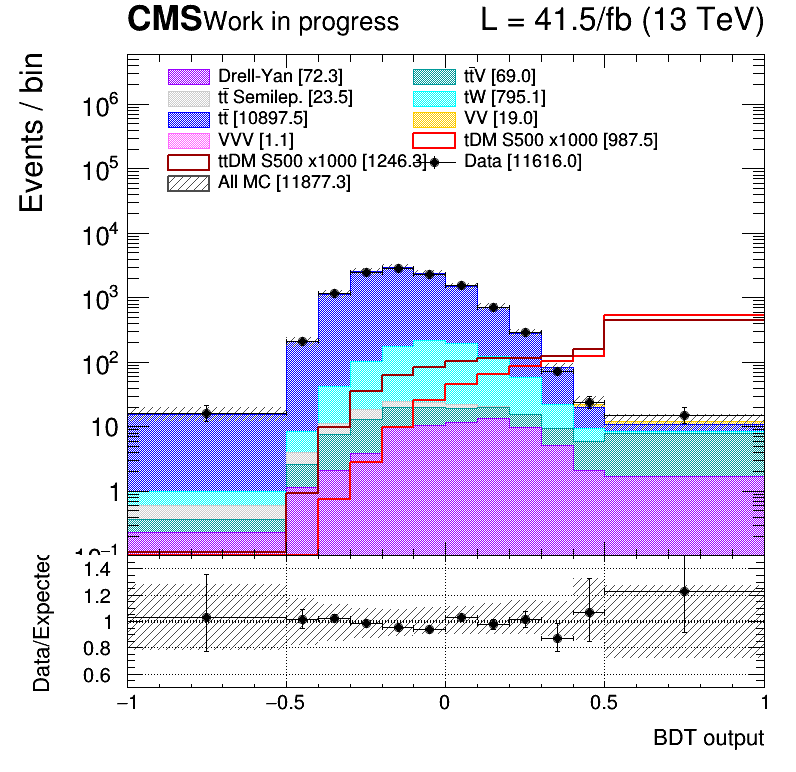 CMS Work in progress L = 41.5/fb (13 TeV)
Events / bin
Drell-Yan [72.3] tt̄V [69.0]
tt̄ Semilep. [23.5] tW [795.1]
tt̄ [10897.5] VV [19.0]
VVV [1.1] tDM S500 x1000 [987.5]
ttDM S500 x1000 [1246.3] Data [11616.0]
All MC [11877.3]
10⁶
10⁵
10⁴
10³
10²
10
1
10⁻¹
Data/Expected
1.4
1.2
1
0.8
0.6
−1 −0.5 0 0.5 1
BDT output